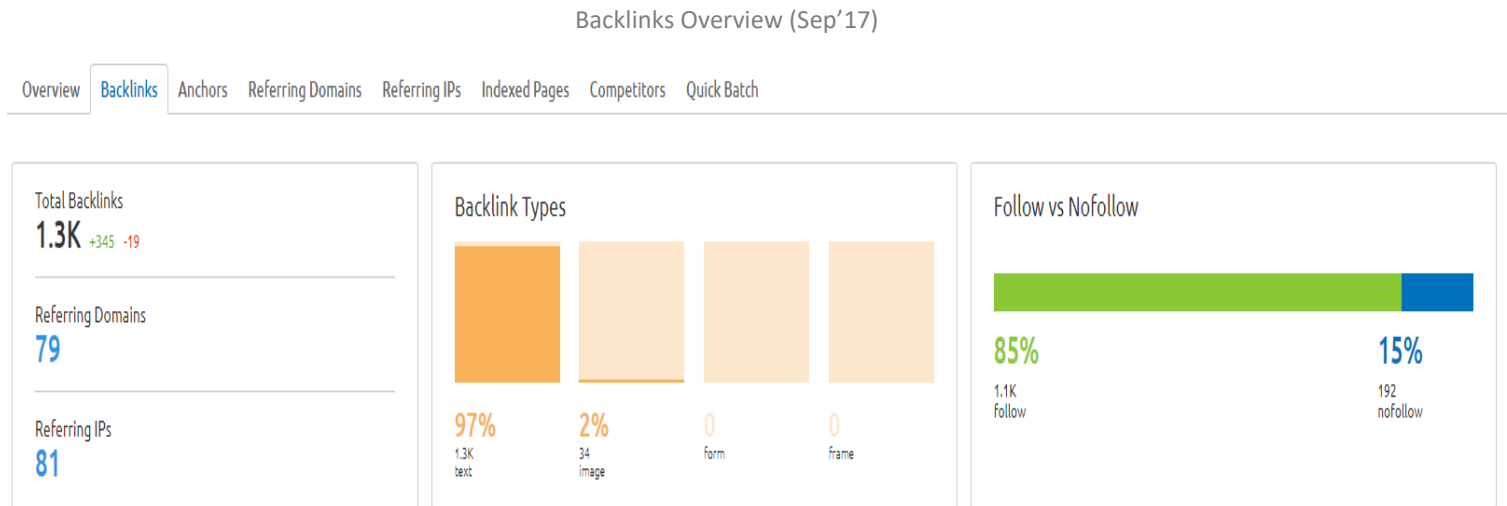 Backlinks Overview (Sep’17)
Overview Backlinks Anchors Referring Domains Referring IPs Indexed Pages Competitors Quick Batch
Total Backlinks
1.3K +345 -19
Referring Domains
79
Referring IPs
81
Backlink Types
97% 2% 0 0
1.3K 34 form frame
text image
Follow vs Nofollow
85% 15%
1.1K 192
follow nofollow